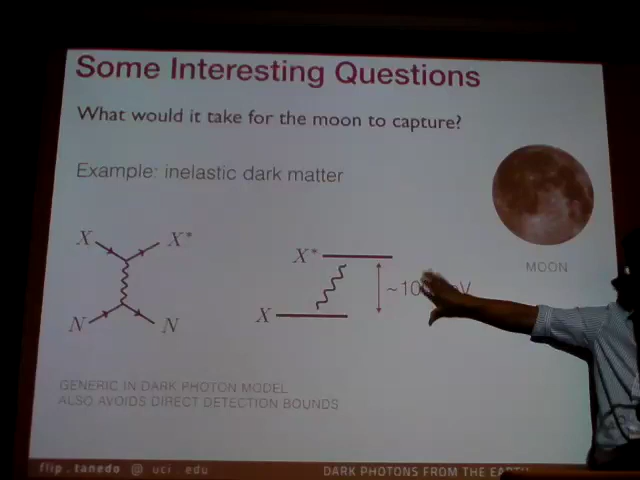 Some Interesting Questions
What would it take for the moon to capture?
Example: inelastic dark matter
X X*
N N
X*
X
MOON
GENERIC IN DARK PHOTON MODEL
ALSO AVOIDS DIRECT DETECTION BOUNDS
flip.tanedo @ uci.edu
DARK PHOTONS FROM THE